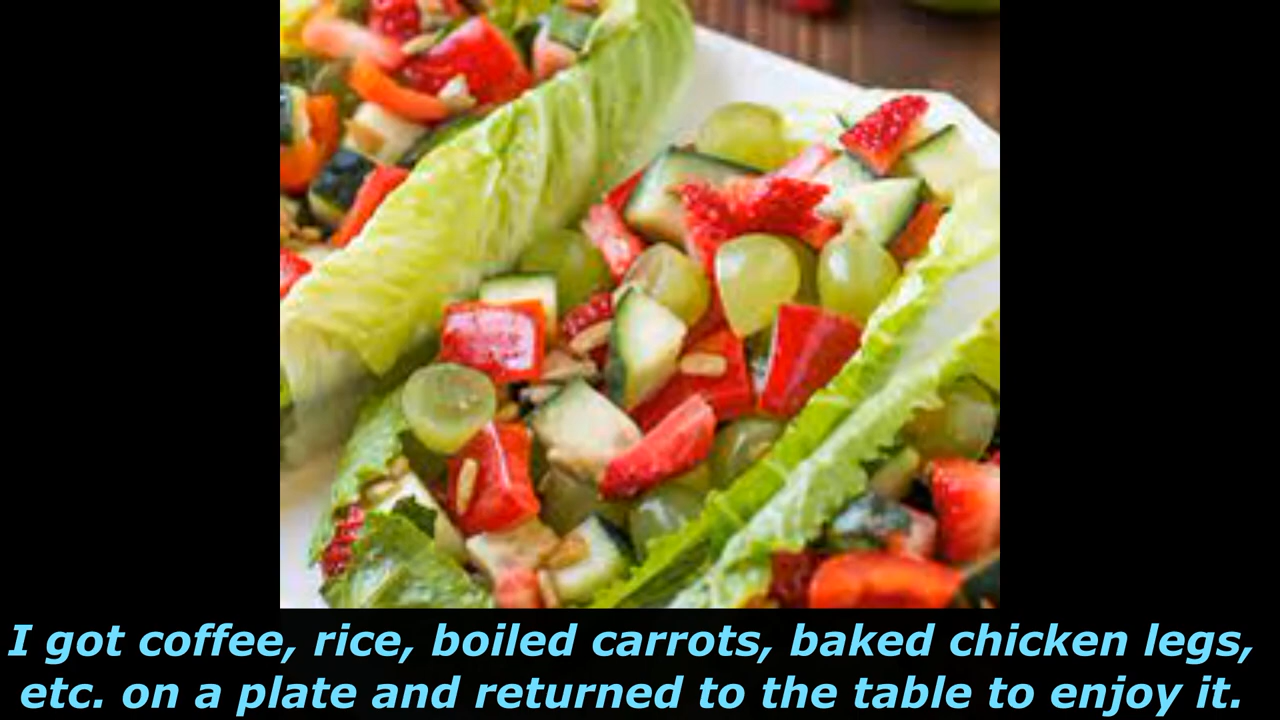 I got coffee, rice, boiled carrots, baked chicken legs,
etc. on a plate and returned to the table to enjoy it.